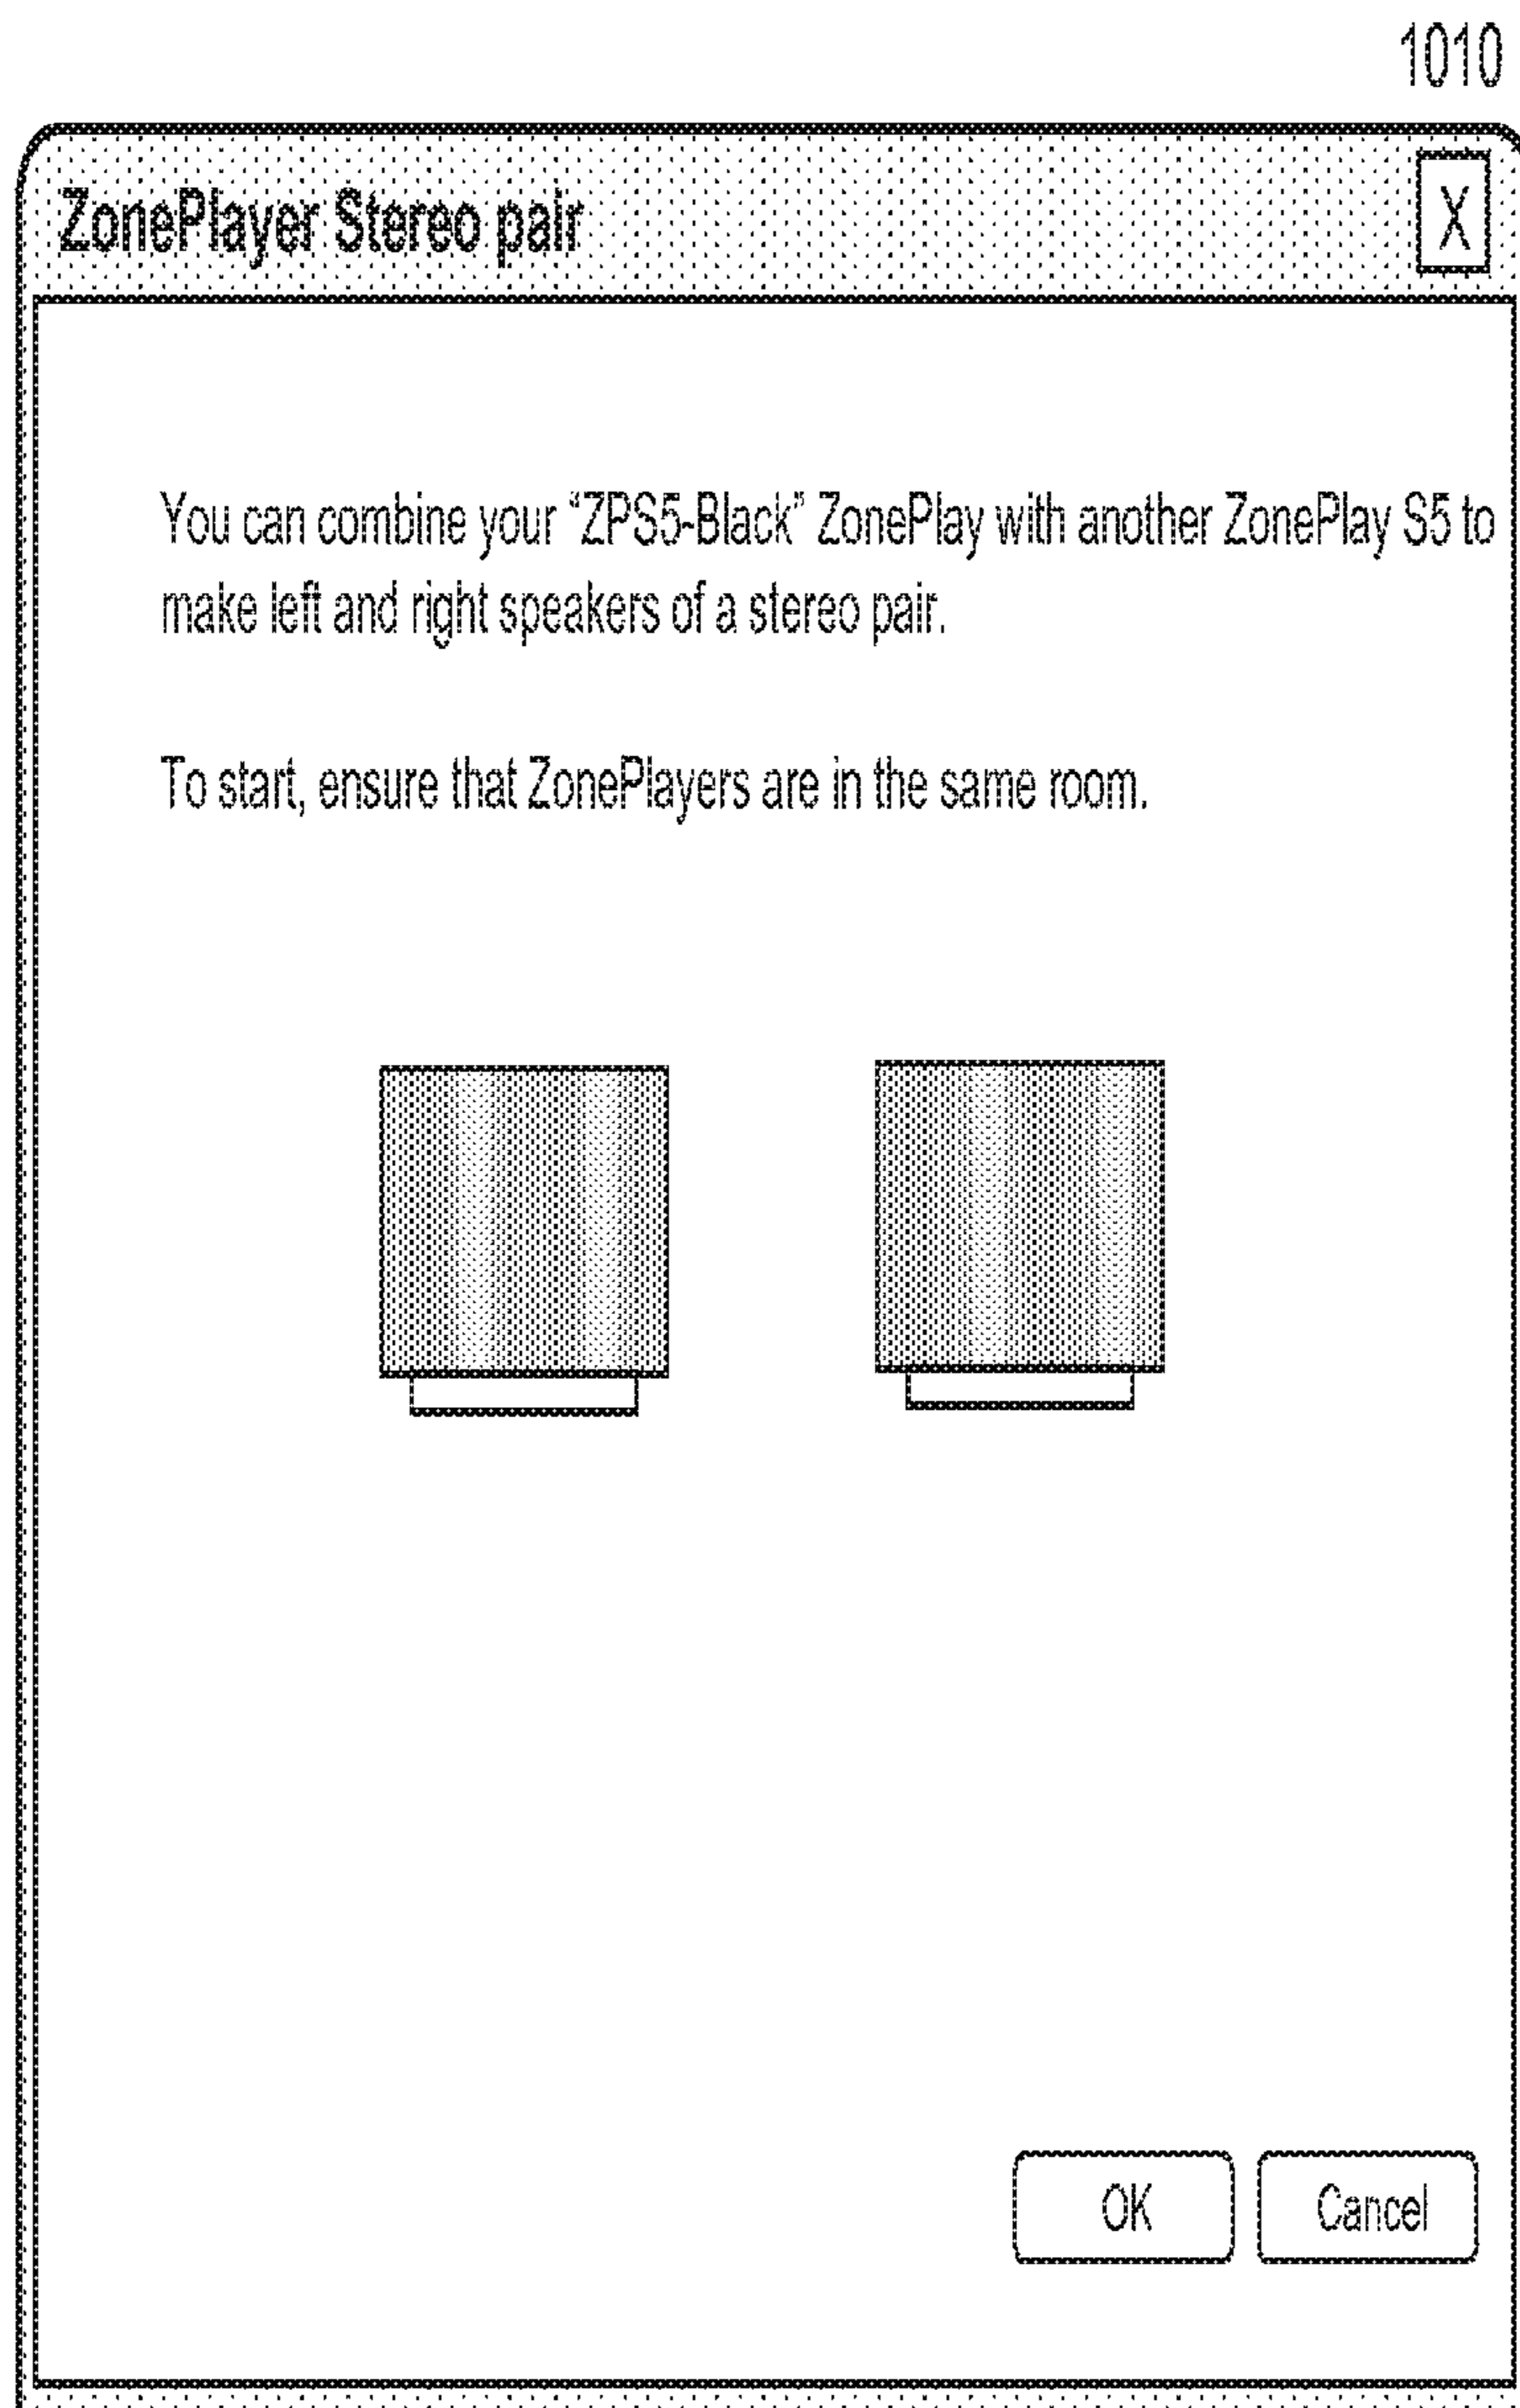 1010
ZonePlayer Stereo pair
X
You can combine your “ZPS5-Black” ZonePlay with another ZonePlay S5 to
make left and right speakers of a stereo pair.
To start, ensure that ZonePlayers are in the same room.
OK
Cancel